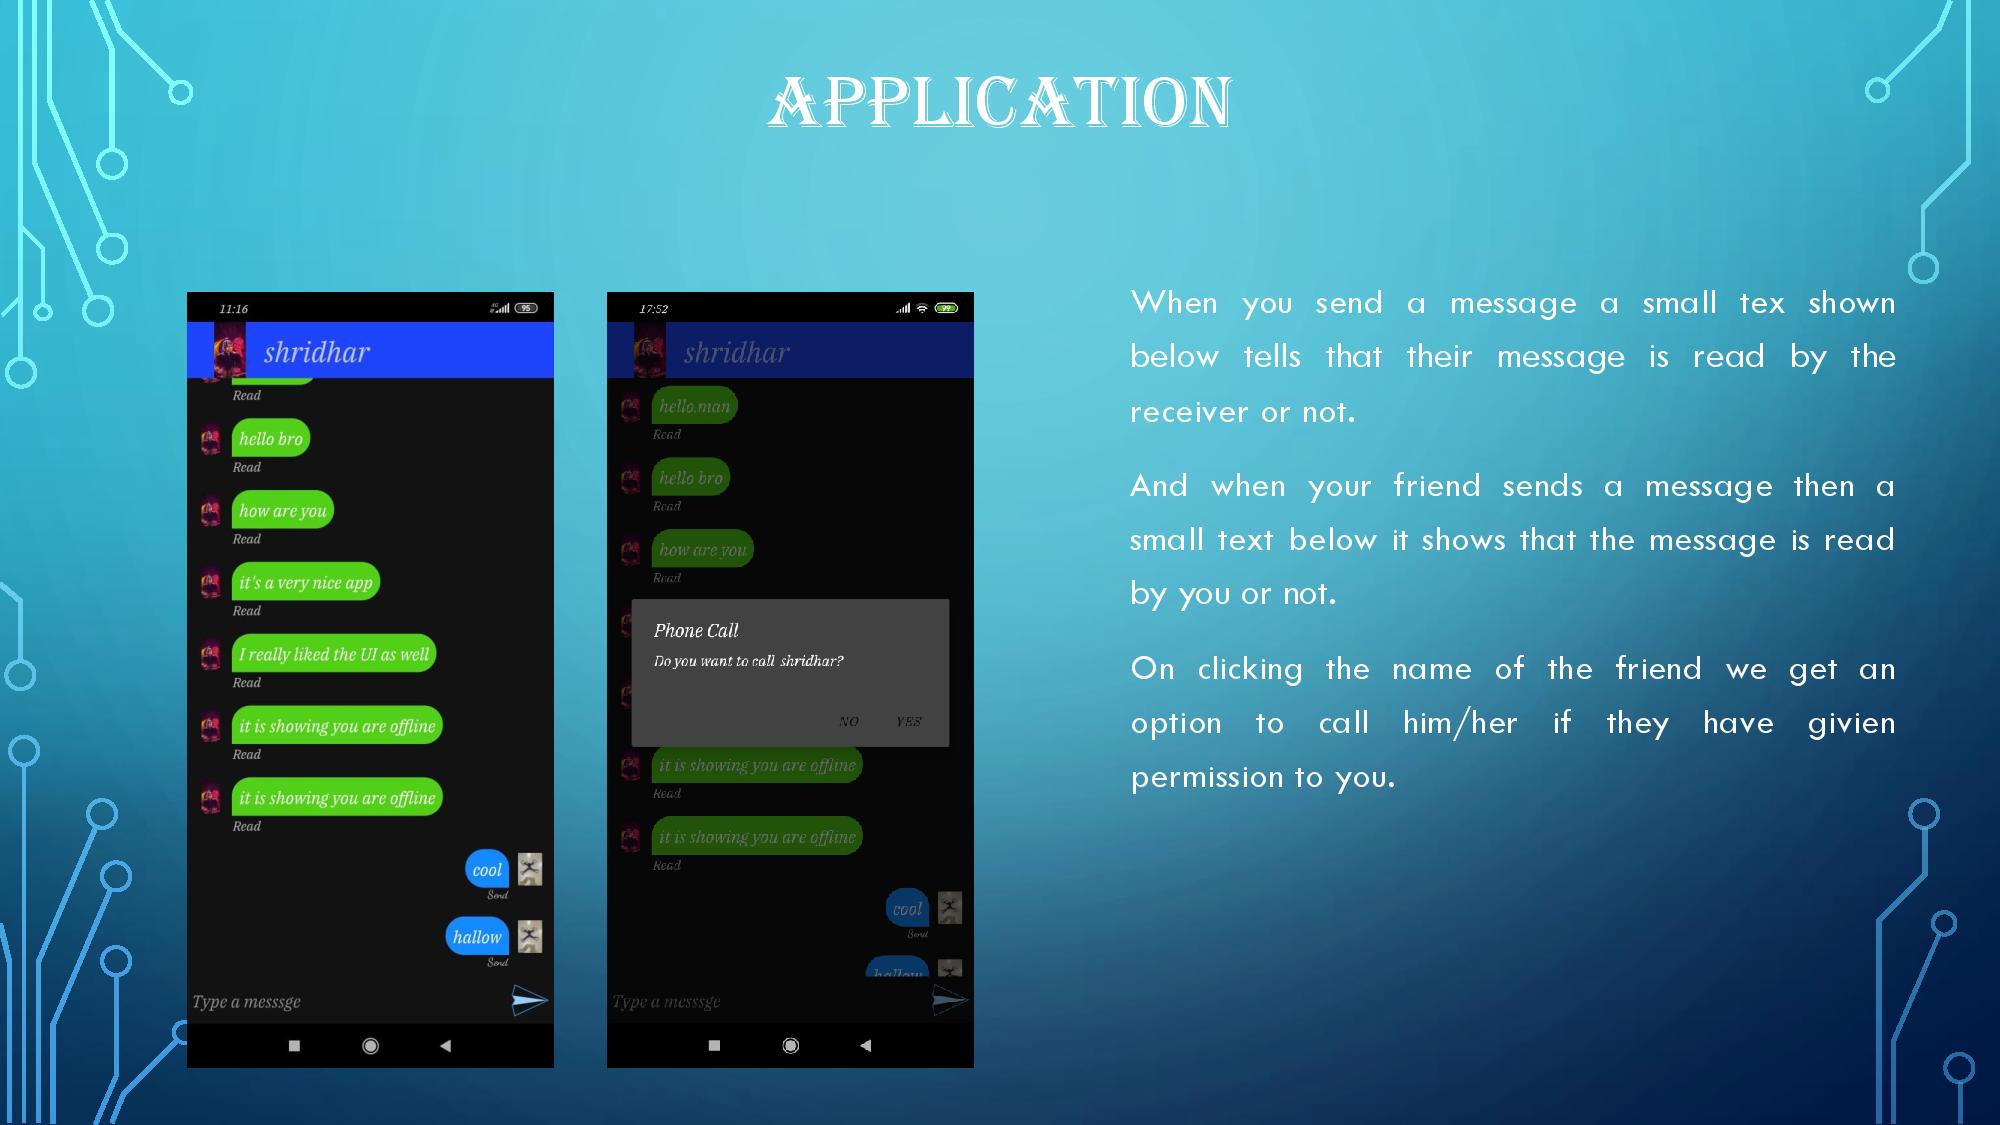 APPLICATION
11:16
4G
95
shridhar
Read
hello bro
Read
how are you
Read
it's a very nice app
Read
I really liked the UI as well
Read
it is showing you are offline
Read
it is showing you are offline
Read
cool
Send
hallow
Send
Type a messsge
17:52
99
shridhar
hello.man
Read
hello bro
Read
how are you
Read
Phone Call
Do you want to call shridhar?
NO YES
it is showing you are offline
Read
it is showing you are offline
Read
cool
Send
hallow
Type a messsge
When you send a message a small tex shown
below tells that their message is read by the
receiver or not.
And when your friend sends a message then a
small text below it shows that the message is read
by you or not.
On clicking the name of the friend we get an
option to call him/her if they have givien
permission to you.